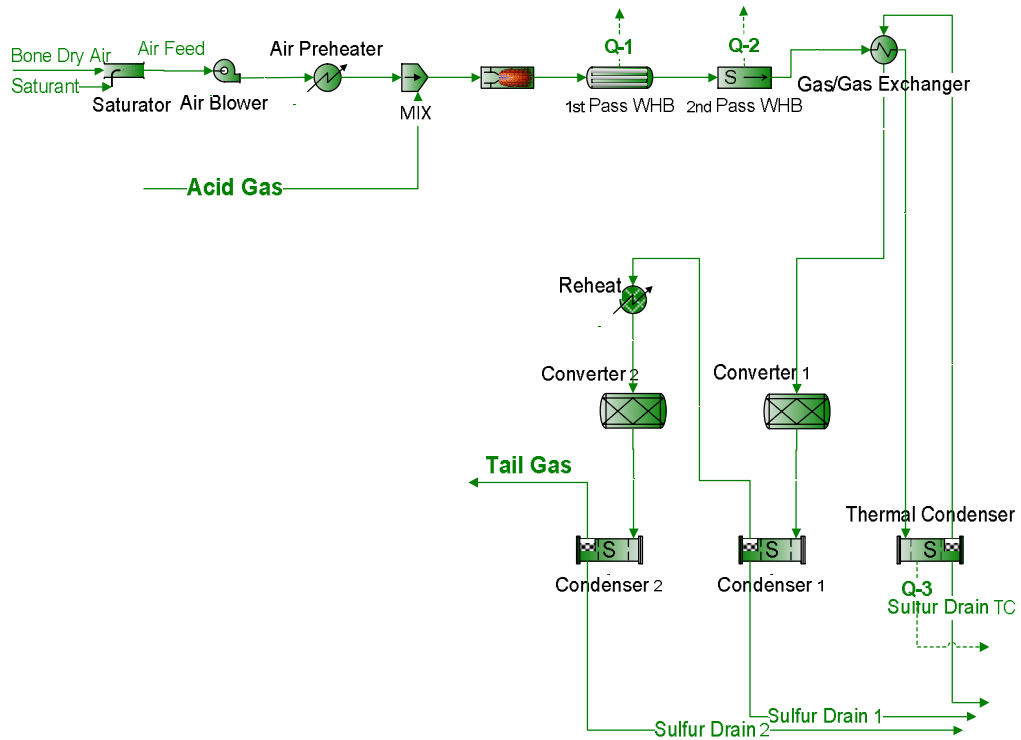 Q-1
Q-2
Bone Dry Air
Air Feed
Air Preheater
Saturant
Saturator
Air Blower
MIX
1st Pass WHB
2nd Pass WHB
S
Gas/Gas Exchanger
Acid Gas
Reheat
Converter 2
Converter 1
Tail Gas
Thermal Condenser
S
S
S
Condenser 2
Condenser 1
Q-3
Sulfur Drain TC
Sulfur Drain 1
Sulfur Drain 2